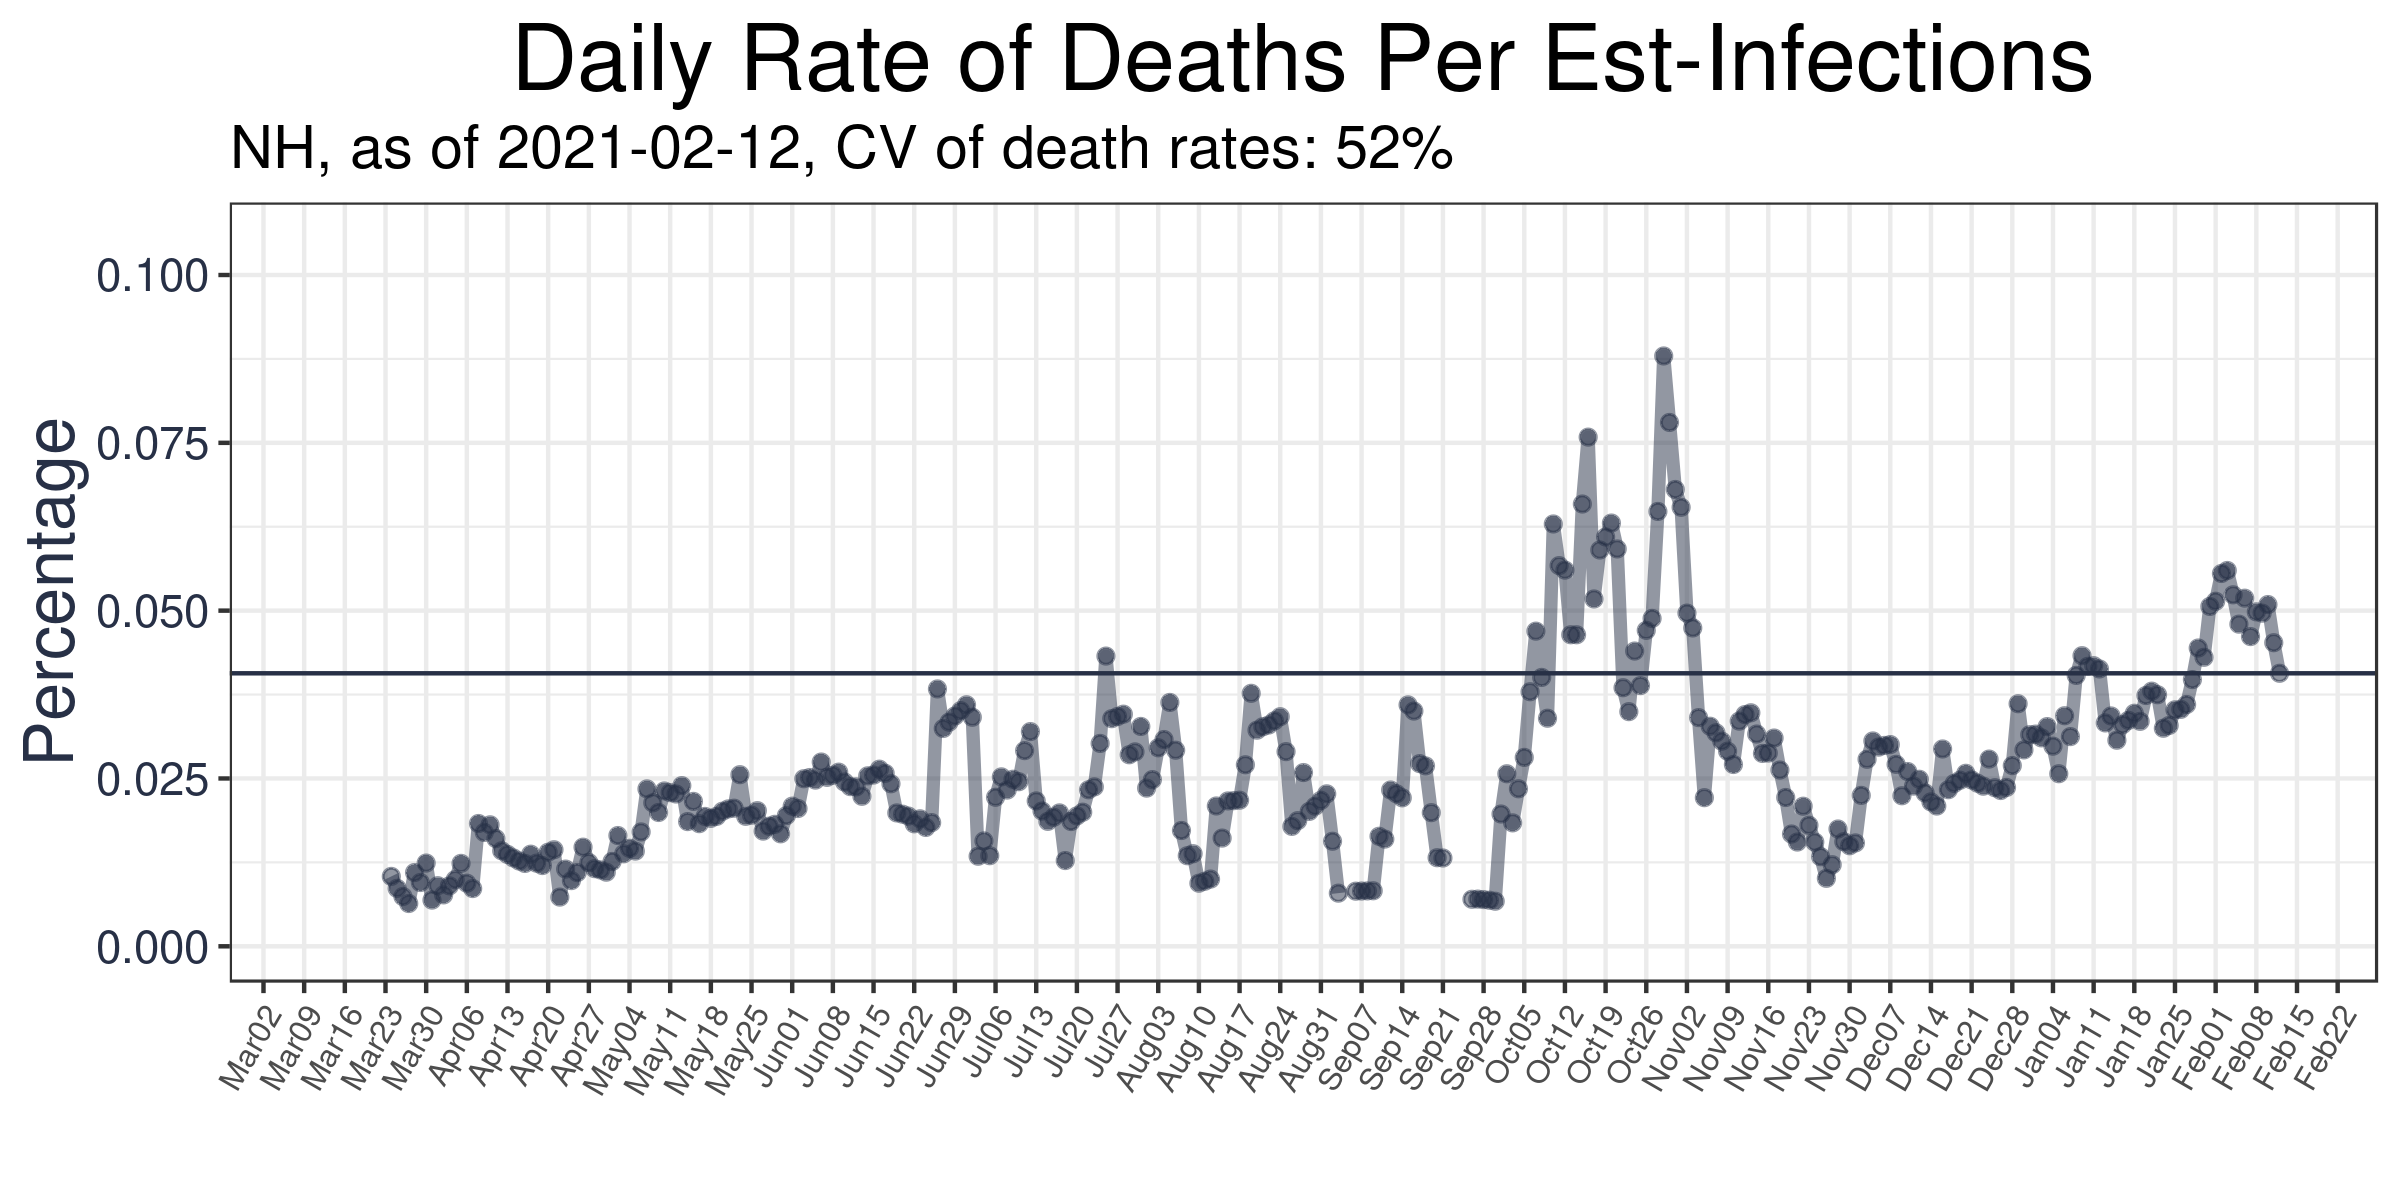 Daily Rate of Deaths Per Est-Infections
NH, as of 2021-02-12, CV of death rates: 52%
Percentage
0.100
0.075
0.050
0.025
0.000
Mar02
Mar09
Mar16
Mar23
Mar30
Apr06
Apr13
Apr20
Apr27
May04
May11
May18
May25
Jun01
Jun08
Jun15
Jun22
Jun29
Jul06
Jul13
Jul20
Jul27
Aug03
Aug10
Aug17
Aug24
Aug31
Sep07
Sep14
Sep21
Sep28
Oct05
Oct12
Oct19
Oct26
Nov02
Nov09
Nov16
Nov23
Nov30
Dec07
Dec14
Dec21
Dec28
Jan04
Jan11
Jan18
Jan25
Feb01
Feb08
Feb15
Feb22